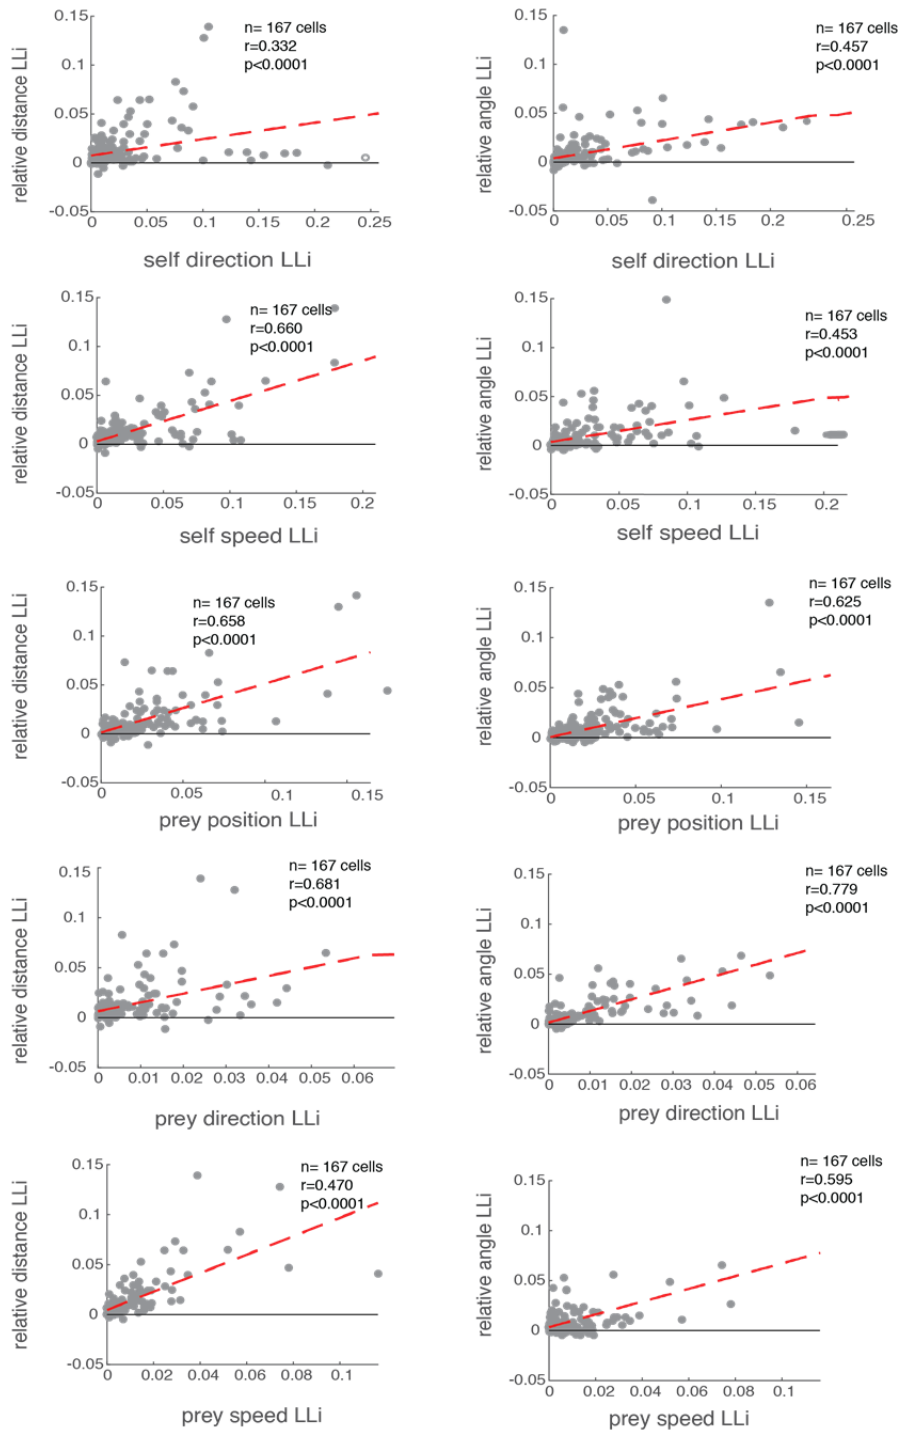 relative distance LLi
0.15
0.1
0.05
0
-0.05
n= 167 cells
r=0.332
p<0.0001
0 0.05 0.1 0.15 0.2 0.25
self direction LLi
relative angle LLi
0.15
0.1
0.05
0
-0.05
n= 167 cells
r=0.457
p<0.0001
0 0.05 0.1 0.15 0.2 0.25
self direction LLi
relative distance LLi
0.15
0.1
0.05
0
-0.05
n= 167 cells
r=0.660
p<0.0001
0 0.05 0.1 0.15 0.2
self speed LLi
relative angle LLi
0.15
0.1
0.05
0
-0.05
n= 167 cells
r=0.453
p<0.0001
0 0.05 0.1 0.15 0.2
self speed LLi
relative distance LLi
0.15
0.1
0.05
0
-0.05
n= 167 cells
r=0.658
p<0.0001
0 0.05 0.1 0.15
prey position LLi
relative angle LLi
0.15
0.1
0.05
0
-0.05
n= 167 cells
r=0.625
p<0.0001
0 0.05 0.1 0.15
prey position LLi
relative distance LLi
0.15
0.1
0.05
0
-0.05
n= 167 cells
r=0.681
p<0.0001
0 0.01 0.02 0.03 0.04 0.05 0.06
prey direction LLi
relative angle LLi
0.15
0.1
0.05
0
-0.05
n= 167 cells
r=0.779
p<0.0001
0 0.01 0.02 0.03 0.04 0.05 0.06
prey direction LLi
relative distance LLi
0.15
0.1
0.05
0
-0.05
n= 167 cells
r=0.470
p<0.0001
0 0.02 0.04 0.06 0.08 0.1
prey speed LLi
relative angle LLi
0.15
0.1
0.05
0
-0.05
n= 167 cells
r=0.595
p<0.0001
0 0.02 0.04 0.06 0.08 0.1
prey speed LLi